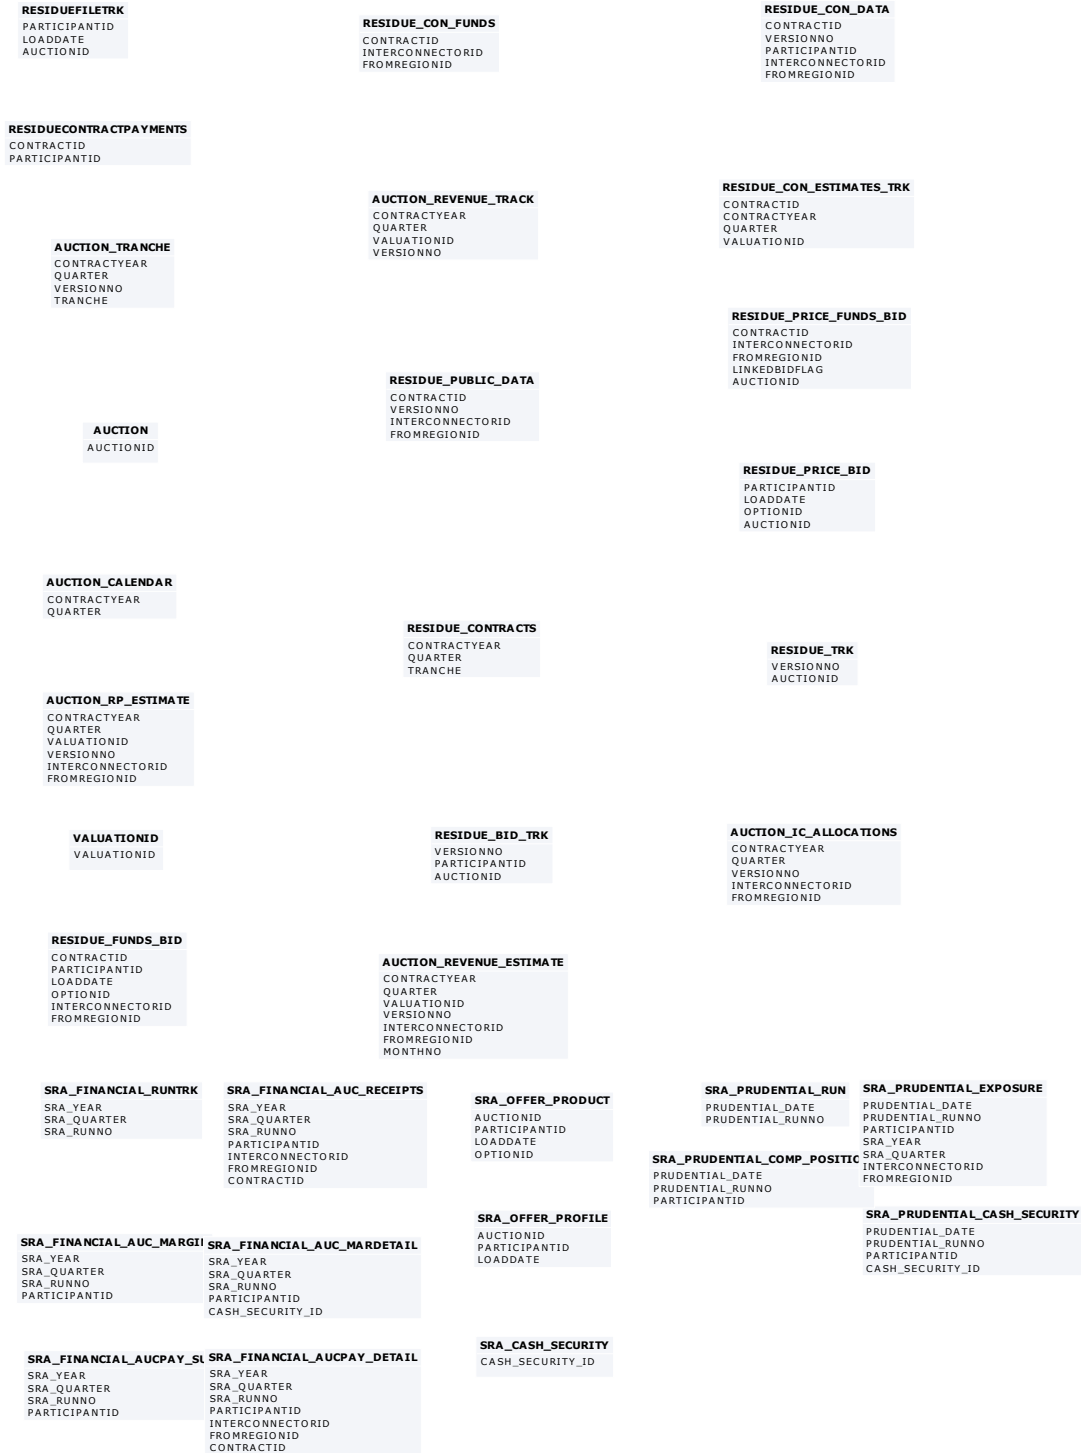 RESIDUEFILETRK
PARTICIPANTID
LOADDATE
AUCTIONID
RESIDUE_CON_FUNDS
CONTRACTID
INTERCONNECTORID
FROMREGIONID
RESIDUE_CON_DATA
CONTRACTID
VERSIONNO
PARTICIPANTID
INTERCONNECTORID
FROMREGIONID
RESIDUECONTRACTPAYMENTS
CONTRACTID
PARTICIPANTID
AUCTION_REVENUE_TRACK
CONTRACTYEAR
QUARTER
VALUATIONID
VERSIONNO
RESIDUE_CON_ESTIMATES_TRK
CONTRACTID
CONTRACTYEAR
QUARTER
VALUATIONID
AUCTION_TRANCHE
CONTRACTYEAR
QUARTER
VERSIONNO
TRANCHE
RESIDUE_PRICE_FUNDS_BID
CONTRACTID
INTERCONNECTORID
FROMREGIONID
LINKEDBIDFLAG
AUCTIONID
RESIDUE_PUBLIC_DATA
CONTRACTID
VERSIONNO
INTERCONNECTORID
FROMREGIONID
AUCTION
AUCTIONID
RESIDUE_PRICE_BID
PARTICIPANTID
LOADDATE
OPTIONID
AUCTIONID
AUCTION_CALENDAR
CONTRACTYEAR
QUARTER
RESIDUE_CONTRACTS
CONTRACTYEAR
QUARTER
TRANCHE
RESIDUE_TRK
VERSIONNO
AUCTIONID
AUCTION_RP_ESTIMATE
CONTRACTYEAR
QUARTER
VALUATIONID
VERSIONNO
INTERCONNECTORID
FROMREGIONID
VALUATIONID
VALUATIONID
RESIDUE_BID_TRK
VERSIONNO
PARTICIPANTID
AUCTIONID
AUCTION_IC_ALLOCATIONS
CONTRACTYEAR
QUARTER
VERSIONNO
INTERCONNECTORID
FROMREGIONID
RESIDUE_FUNDS_BID
CONTRACTID
PARTICIPANTID
LOADDATE
OPTIONID
INTERCONNECTORID
FROMREGIONID
AUCTION_REVENUE_ESTIMATE
CONTRACTYEAR
QUARTER
VALUATIONID
VERSIONNO
INTERCONNECTORID
FROMREGIONID
MONTHNO
SRA_FINANCIAL_RUNTRK
SRA_YEAR
SRA_QUARTER
SRA_RUNNO
SRA_FINANCIAL_AUC_RECEIPTS
SRA_YEAR
SRA_QUARTER
SRA_RUNNO
PARTICIPANTID
INTERCONNECTORID
FROMREGIONID
CONTRACTID
SRA_OFFER_PRODUCT
AUCTIONID
PARTICIPANTID
LOADDATE
OPTIONID
SRA_PRUDENTIAL_RUN
PRUDENTIAL_DATE
PRUDENTIAL_RUNNO
SRA_PRUDENTIAL_EXPOSURE
PRUDENTIAL_DATE
PRUDENTIAL_RUNNO
PARTICIPANTID
SRA_YEAR
SRA_QUARTER
INTERCONNECTORID
FROMREGIONID
SRA_PRUDENTIAL_COMP_POSITIO
PRUDENTIAL_DATE
PRUDENTIAL_RUNNO
PARTICIPANTID
SRA_OFFER_PROFILE
AUCTIONID
PARTICIPANTID
LOADDATE
SRA_PRUDENTIAL_CASH_SECURITY
PRUDENTIAL_DATE
PRUDENTIAL_RUNNO
PARTICIPANTID
CASH_SECURITY_ID
SRA_FINANCIAL_AUC_MARGI
SRA_YEAR
SRA_QUARTER
SRA_RUNNO
PARTICIPANTID
SRA_FINANCIAL_AUC_MARDETAIL
SRA_YEAR
SRA_QUARTER
SRA_RUNNO
PARTICIPANTID
CASH_SECURITY_ID
SRA_CASH_SECURITY
CASH_SECURITY_ID
SRA_FINANCIAL_AUCPAY_SU
SRA_YEAR
SRA_QUARTER
SRA_RUNNO
PARTICIPANTID
SRA_FINANCIAL_AUCPAY_DETAIL
SRA_YEAR
SRA_QUARTER
SRA_RUNNO
PARTICIPANTID
INTERCONNECTORID
FROMREGIONID
CONTRACTID